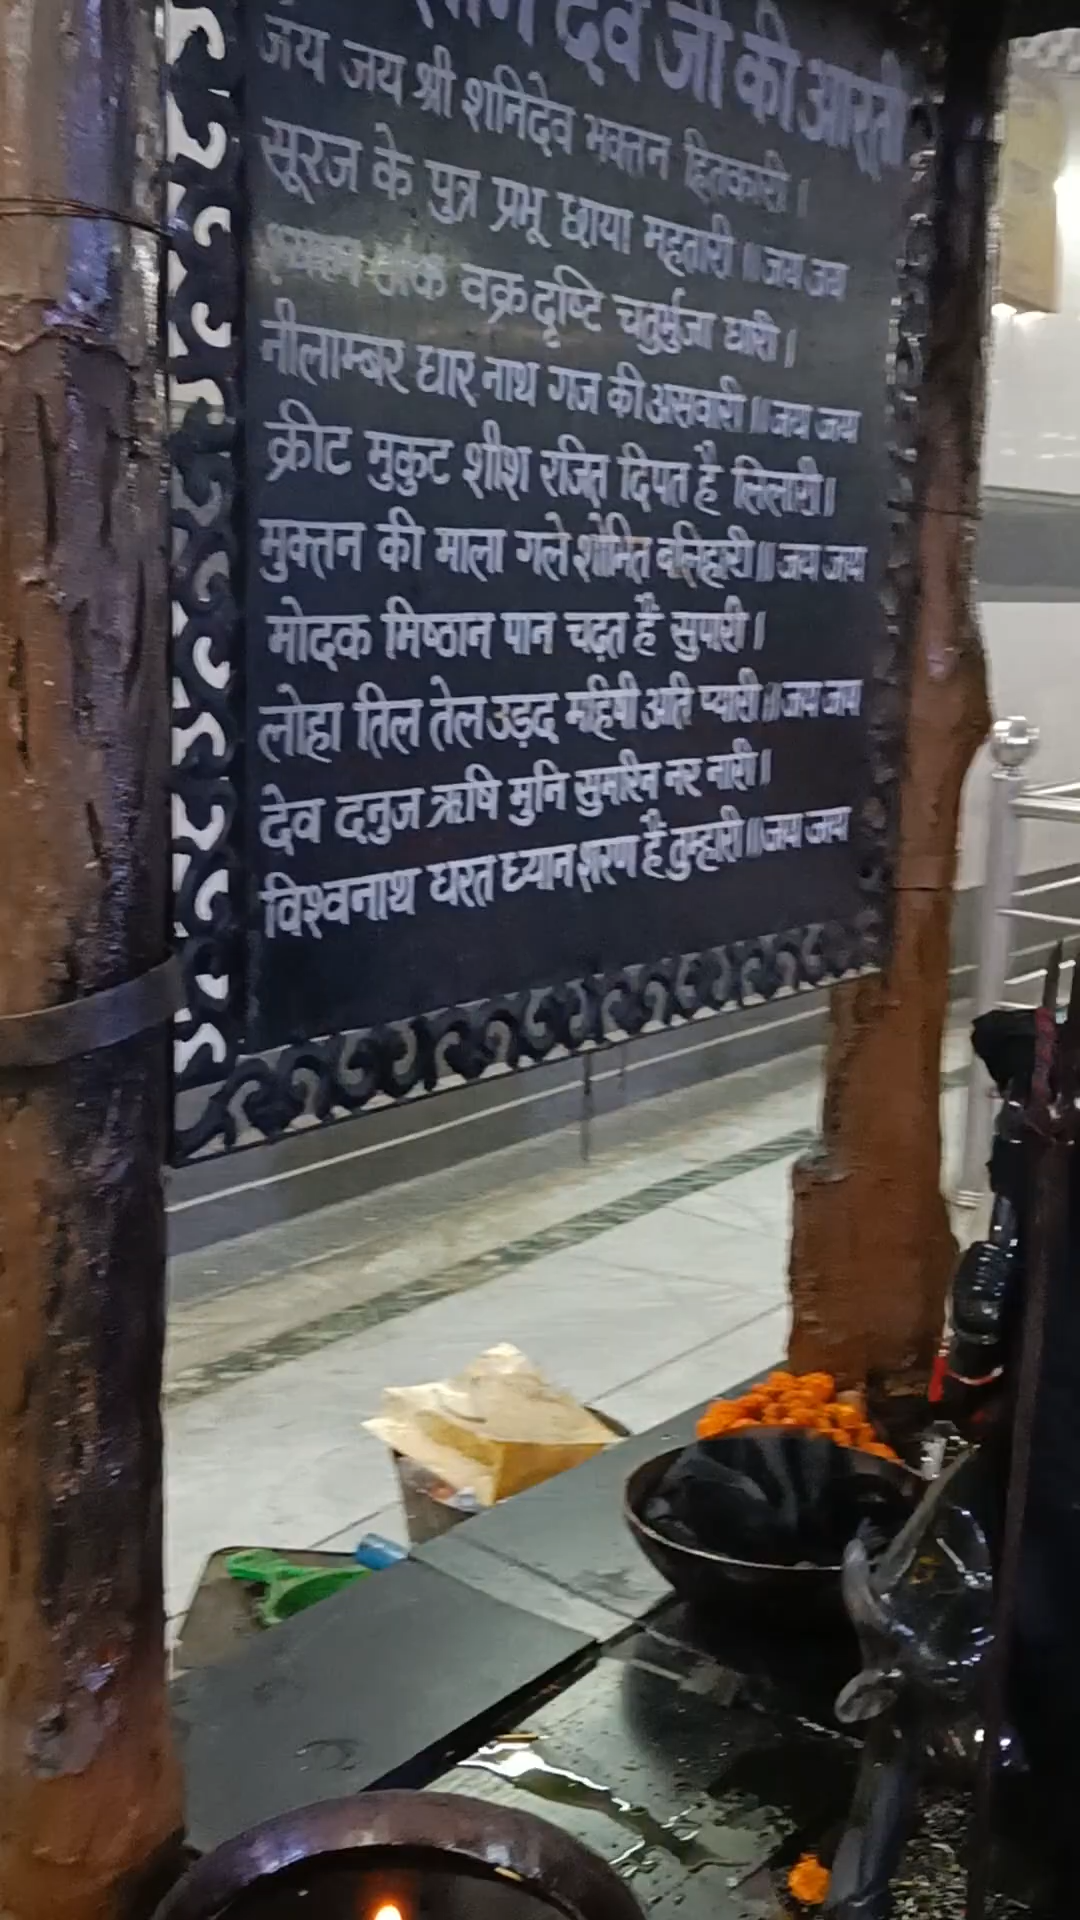 देव जी की आरती
जय जय श्री शनिदेव भक्तन हितकारी ।
सूरज के पुत्र प्रभू छाया महतारी ॥ जय जय
वक्र दृष्टि चतुर्भुजा धारी ।
नीलाम्बर धार नाथ गज की असवारी ॥ जय जय
क्रीट मुकुट शीश रजित दिपत है लिलारी ।
मुक्तन की माला गले शोभित बलिहारी ॥ जय जय
मोदक मिष्ठान पान चढ़त हैं सुपारी ।
लोहा तिल तेल उड़द महिषी अति प्यारी ॥ जय जय
देव दनुज ऋषि मुनि सुमरिन नर नारी ।
विश्वनाथ धरत ध्यान शरण हैं तुम्हारी ॥ जय जय